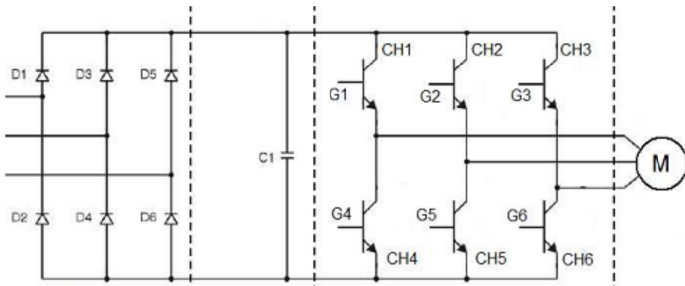 CH1 CH2 CH3
D1 D3 D5
G1 G2 G3
C1
M
G4 G5 G6
D2 D4 D6
CH4 CH5 CH6